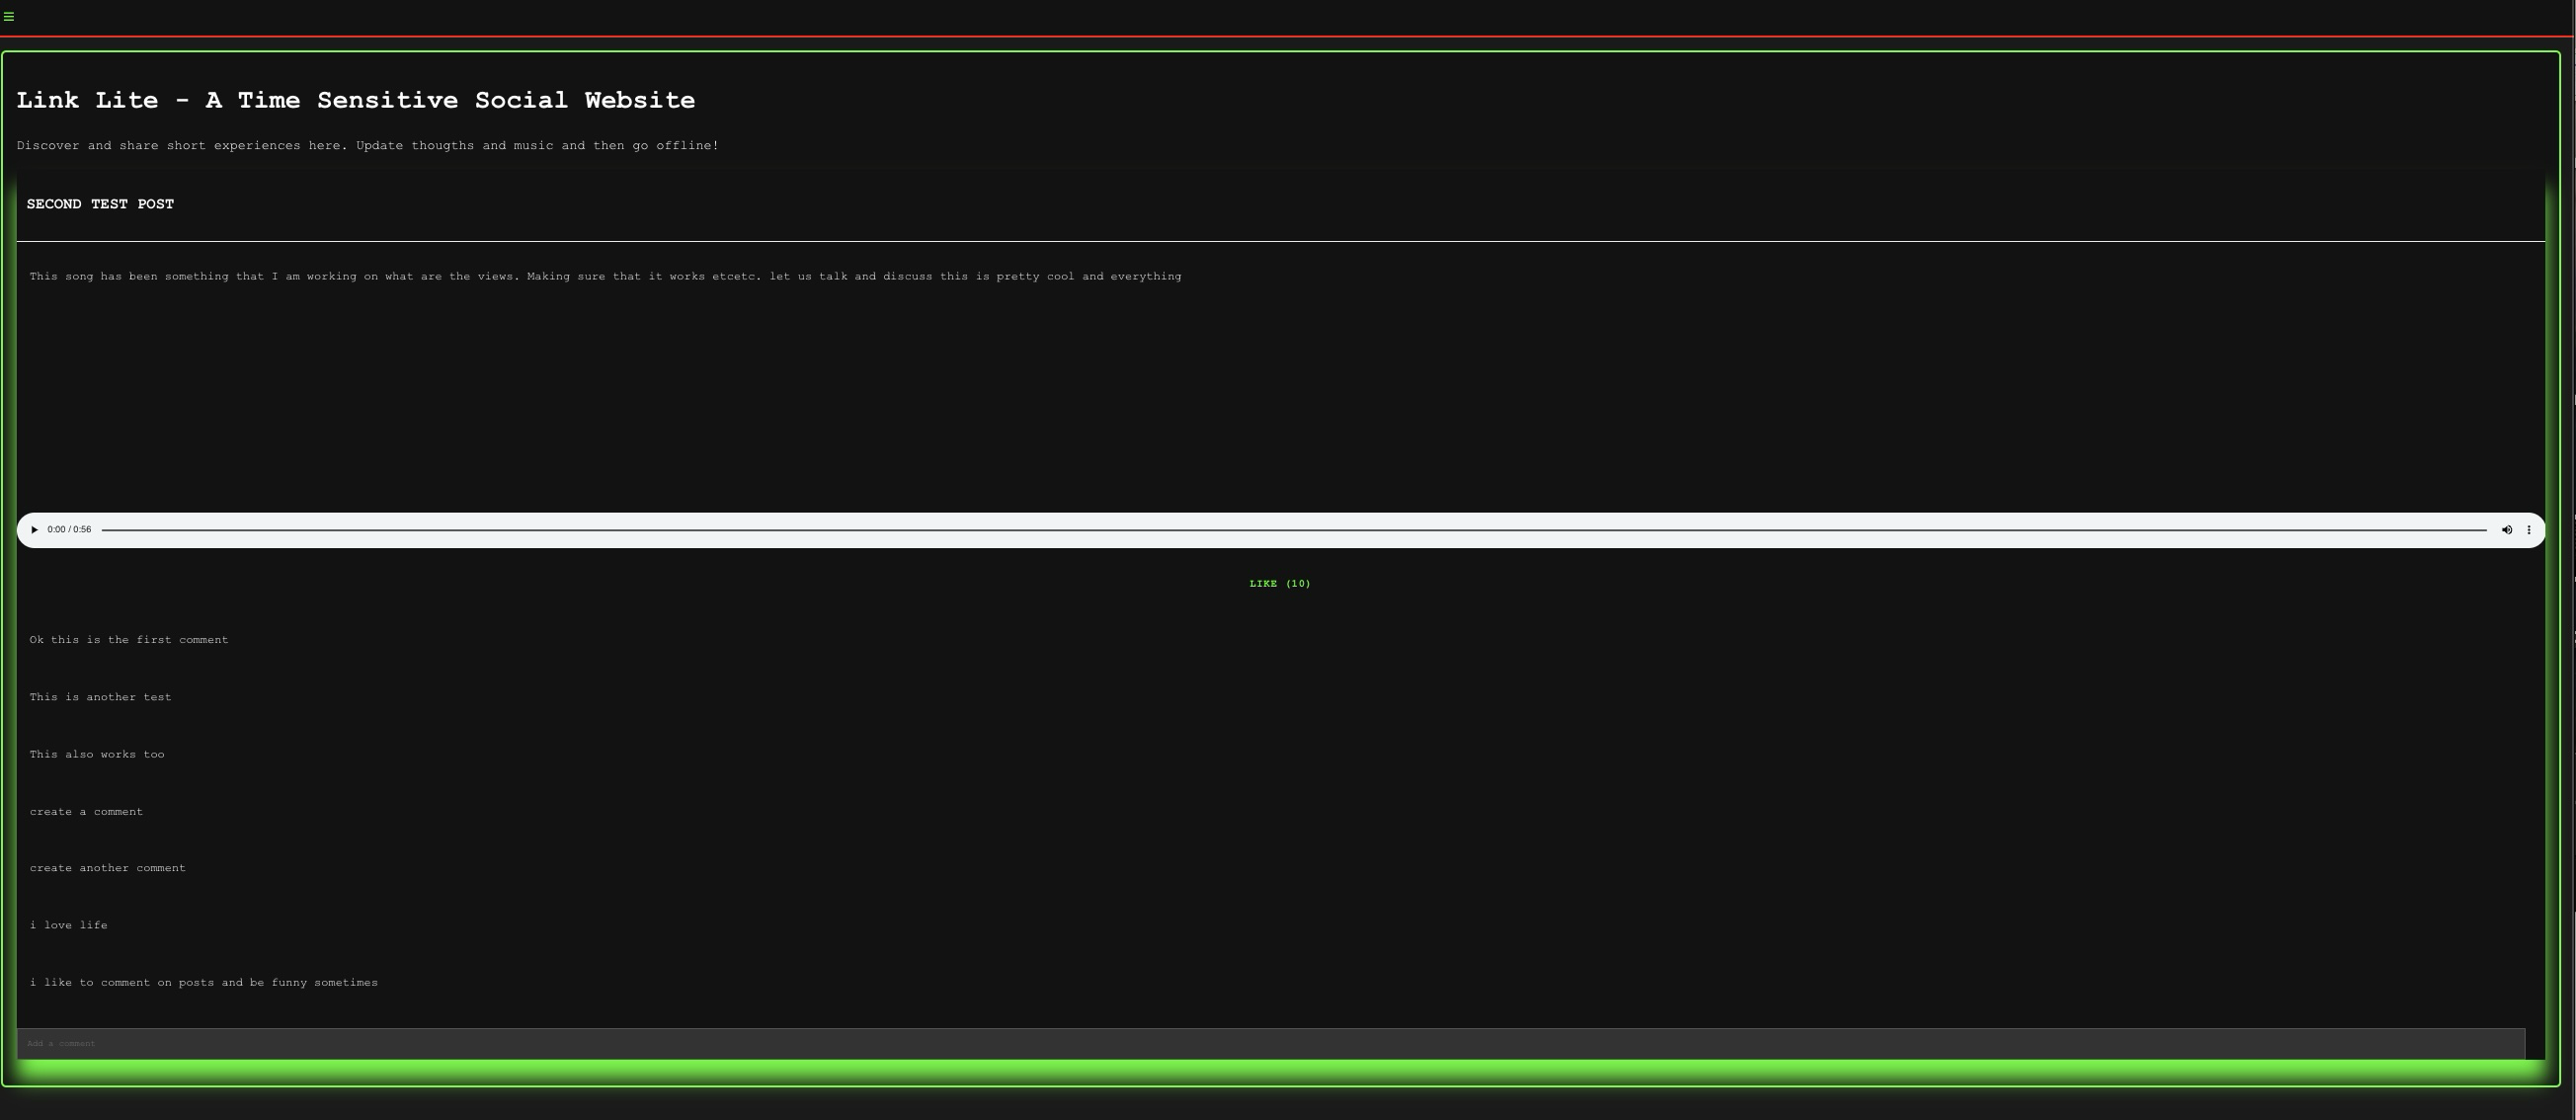 Link Lite - A Time Sensitive Social Website
Discover and share short experiences here. Update thougths and music and then go offline!
SECOND TEST POST
This song has been something that I am working on what are the views. Making sure that it works etcetc. let us talk and discuss this is pretty cool and everything
0:00 / 0:56
LIKE (10)
Ok this is the first comment
This is another test
This also works too
create a comment
create another comment
i love life
i like to comment on posts and be funny sometimes
Add a comment